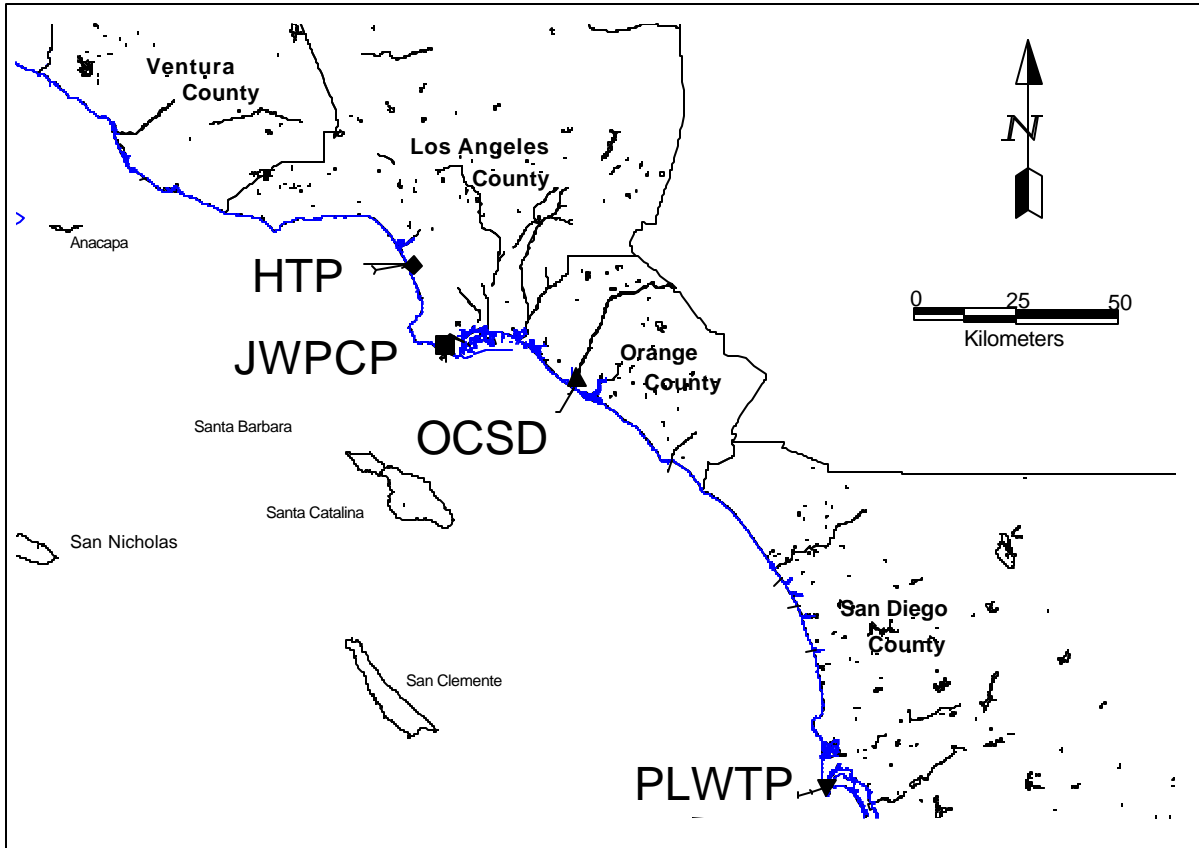 Ventura
County
Los Angeles
County
N
Anacapa
HTP
0 25 50
Kilometers
JWPCP
Orange
County
Santa Barbara
OCSD
Santa Catalina
San Nicholas
San Diego
County
San Clemente
PLWTP